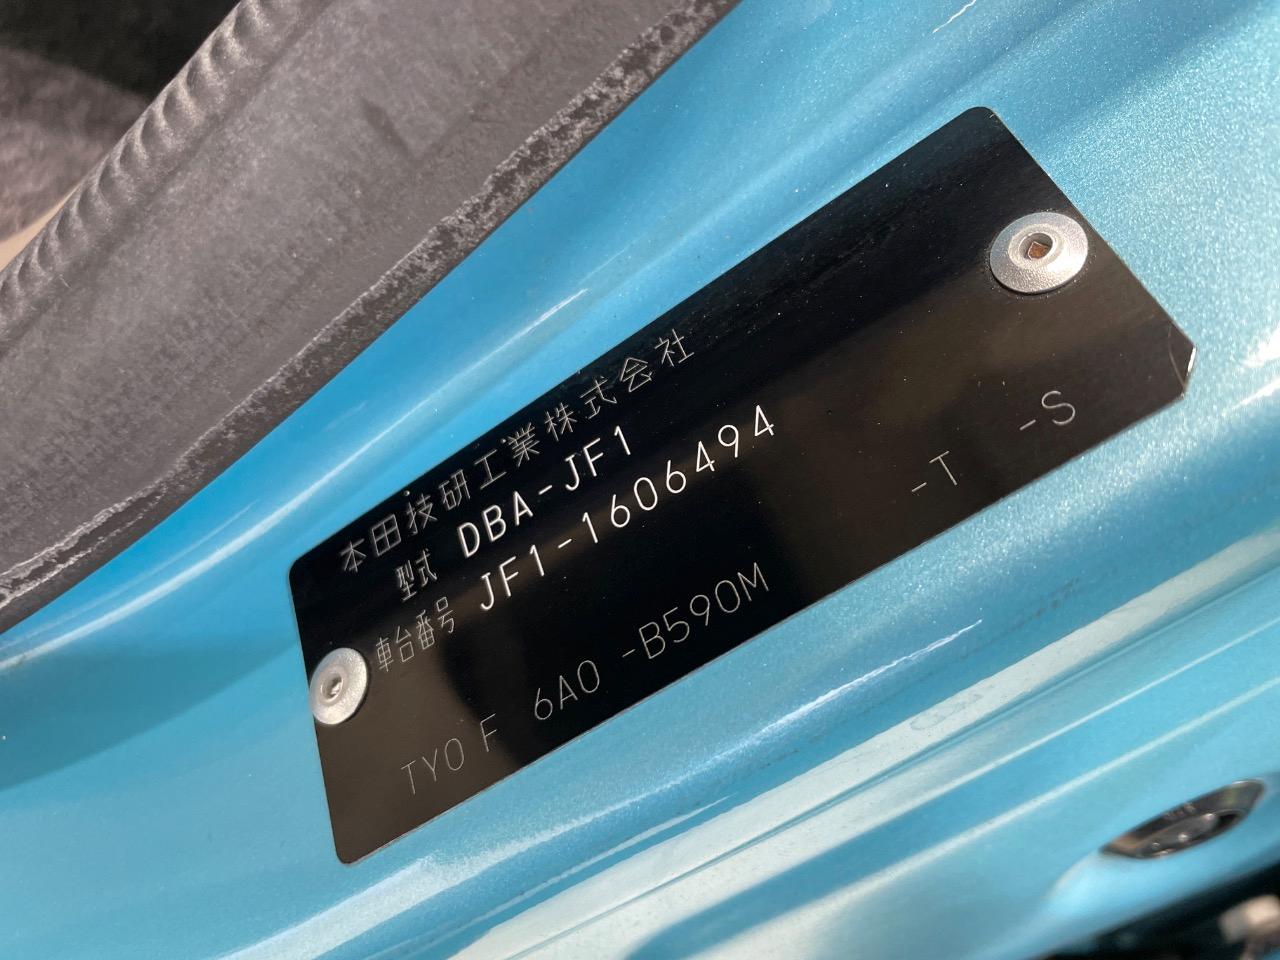 本田技研工業株式会社
型式 DBA-JF1
車台番号 JF1-1606494
-T -S
TY0 F 6A0 -B590M